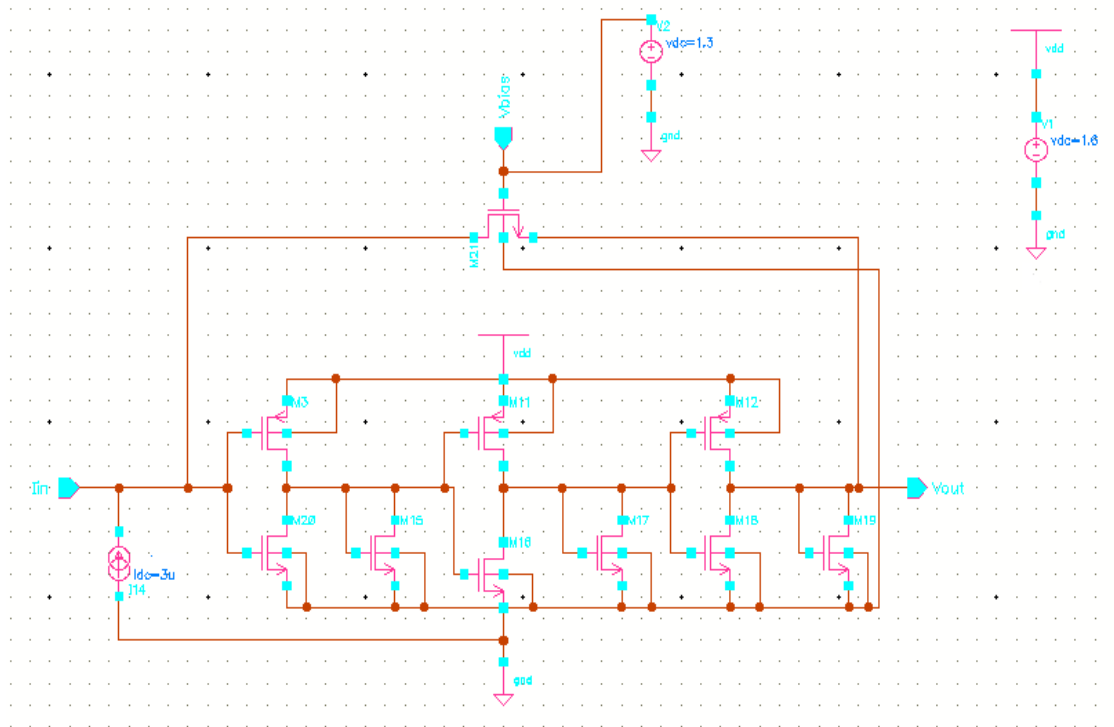 V2
vdc=1.3
gnd
vdd
V1
vdc=1.6
gnd
Vbias
M21
vdd
M3
M11
M12
Iin
Vout
M20
M15
M16
M17
M18
M19
Idc=3u
I14
gnd